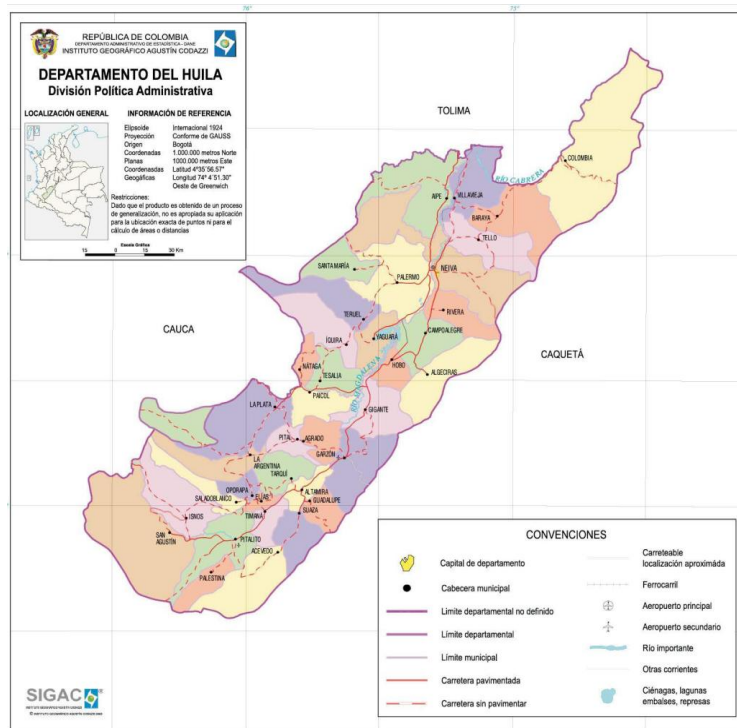 76°
73°
REPÚBLICA DE COLOMBIA
DEPARTAMENTO ADMINISTRATIVO DE ESTADÍSTICA - DANE
INSTITUTO GEOGRÁFICO AGUSTÍN CODAZZI
DEPARTAMENTO DEL HUILA
División Política Administrativa
LOCALIZACIÓN GENERAL
INFORMACIÓN DE REFERENCIA
Elipsoide Internacional 1924
Proyección Conforme de GAUSS
Origen Bogotá
Coordenadas 1.000.000 metros Norte
Planas 1000.000 metros Este
Coordenasdas Latitud 4°35'56.57"
Geogáficas Longitud 74° 4'51.30"
Oeste de Greenwich
Restricciones:
Dado que el producto es obtenido de un proceso
de generalización, no es apropiada su aplicación
para la ubicación exacta de puntos ni para el
cálculo de áreas o distancias
Escala Gráfica
15 0 15 30 Km
TOLIMA
COLOMBIA
RÍO CABRERA
AIPE
VILLAVIEJA
BARAYA
TELLO
SANTA MARÍA
NEIVA
PALERMO
RIVERA
TERUEL
CAUCA
CAMPOALEGRE
YAGUARÁ
ÍQUIRA
CAQUETÁ
HOBO
NÁTAGA
ALGECIRAS
TESALIA
PAICOL
RÍO MAGDALENA
LA PLATA
GIGANTE
PITA
AGRADO
GARZÓN
LA
ARGENTINA
TARQUÍ
OPORAPA
ELÍAS
ALTAMIRA
SALADOBLANCO
GUADALUPE
TIMANÁ
SUAZA
ISNOS
SAN
AGUSTÍN
PITALITO
ACEVEDO
PALESTINA
CONVENCIONES
Capital de departamento
Cabecera municipal
Limite departamental no definido
Límite departamental
Límite municipal
Carretera pavimentada
Carretera sin pavimentar
Carreteable
localización aproximáda
Ferrocarril
Aeropuerto principal
Aeropuerto secundario
Río importante
Otras corrientes
Ciénagas, lagunas
embalses, represas
SIGAC